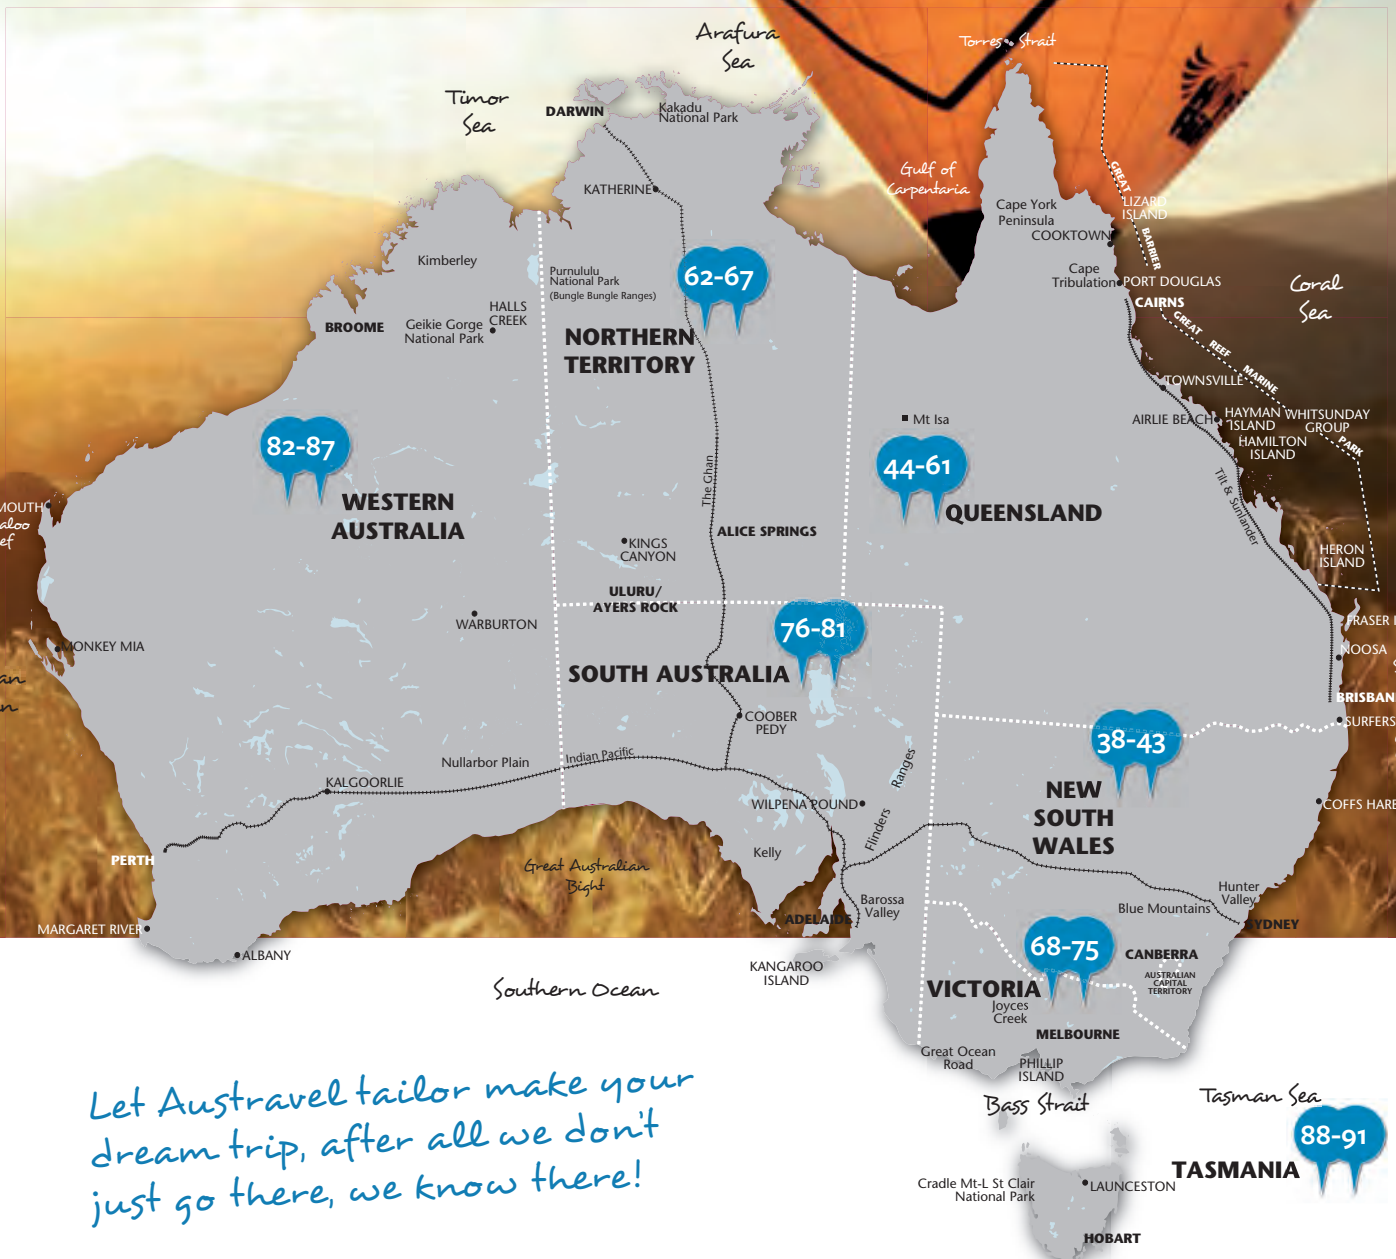 Arafura
Sea
Torres Strait
Timor
Sea
DARWIN
Kakadu
National Park
KATHERINE
Gulf of
Carpentaria
GREAT
LIZARD
ISLAND
BARRIER
Cape York
Peninsula
COOKTOWN
Cape
Tribulation
PORT DOUGLAS
CAIRNS
Coral
Sea
Kimberley
Purnululu
National Park
(Bungle Bungle Ranges)
62-67
HALLS
CREEK
BROOME
Geikie Gorge
National Park
NORTHERN
TERRITORY
GREAT
REEF
MARINE
PARK
TOWNSVILLE
Mt Isa
AIRLIE BEACH
HAYMAN
ISLAND
WHITSUNDAY
GROUP
HAMILTON
ISLAND
82-87
44-61
The Ghan
Tilt & Sunlander
WESTERN
AUSTRALIA
MOUTH
aloo
ef
QUEENSLAND
ALICE SPRINGS
KINGS
CANYON
HERON
ISLAND
ULURU/
AYERS ROCK
WARBURTON
76-81
FRASER I
MONKEY MIA
NOOSA
SOUTH AUSTRALIA
an
n
BRISBAN
SURFERS
COOBER
PEDY
38-43
Nullarbor Plain
Indian Pacific
KALGOORLIE
Flinders Ranges
WILPENA POUND
NEW
SOUTH
WALES
COFFS HARB
PERTH
Kelly
Great Australian
Bight
Barossa
Valley
Hunter
Valley
Blue Mountains
ADELAIDE
SYDNEY
MARGARET RIVER
ALBANY
68-75
CANBERRA
KANGAROO
ISLAND
AUSTRALIAN
CAPITAL
TERRITORY
Southern Ocean
VICTORIA
Joyces
Creek
MELBOURNE
Great Ocean
Road
PHILLIP
ISLAND
Bass Strait
Tasman Sea
88-91
TASMANIA
Cradle Mt-L St Clair
National Park
LAUNCESTON
HOBART
Let Austravel tailor make your
dream trip, after all we don't
just go there, we know there!